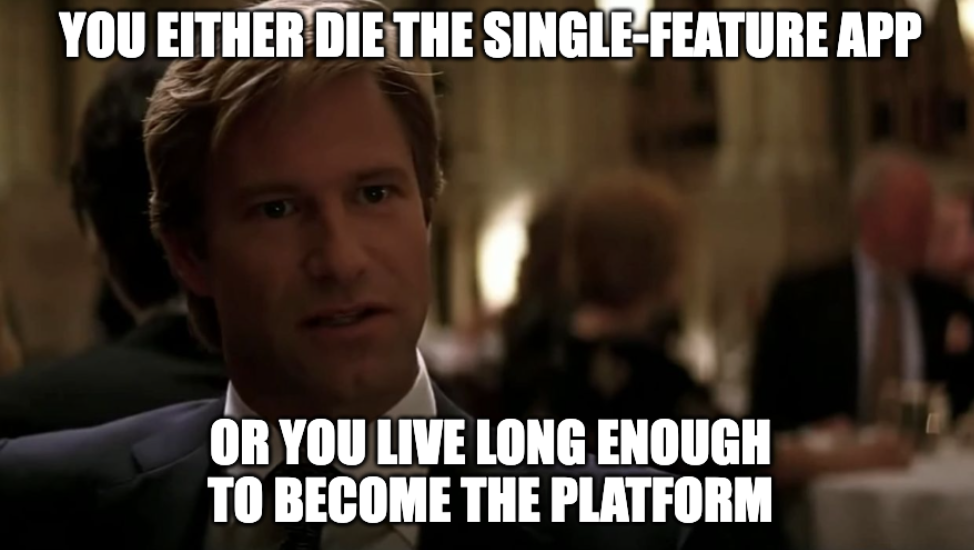 YOU EITHER DIE THE SINGLE-FEATURE APP
OR YOU LIVE LONG ENOUGH
TO BECOME THE PLATFORM